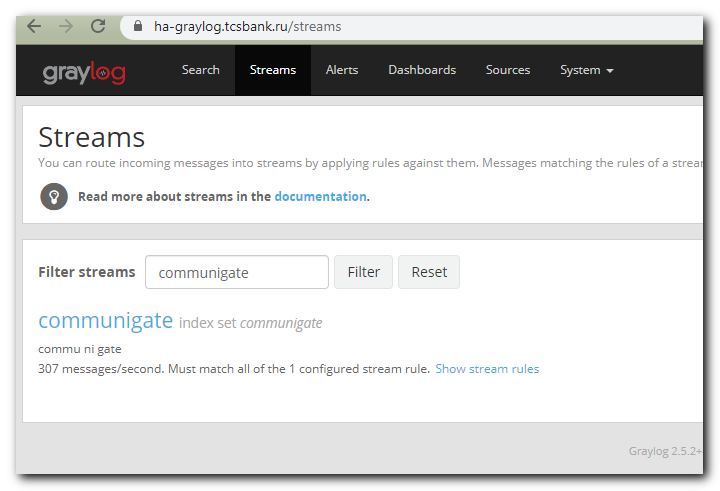 ha-graylog.tcsbank.ru/streams
graylog Search Streams Alerts Dashboards Sources System
Streams
You can route incoming messages into streams by applying rules against them. Messages matching the rules of a
Read more about streams in the documentation.
Filter streams communigate Filter Reset
communigate index set communigate
commu ni gate
307 messages/second. Must match all of the 1 configured stream rule. Show stream rules
Graylog 2.5.2+